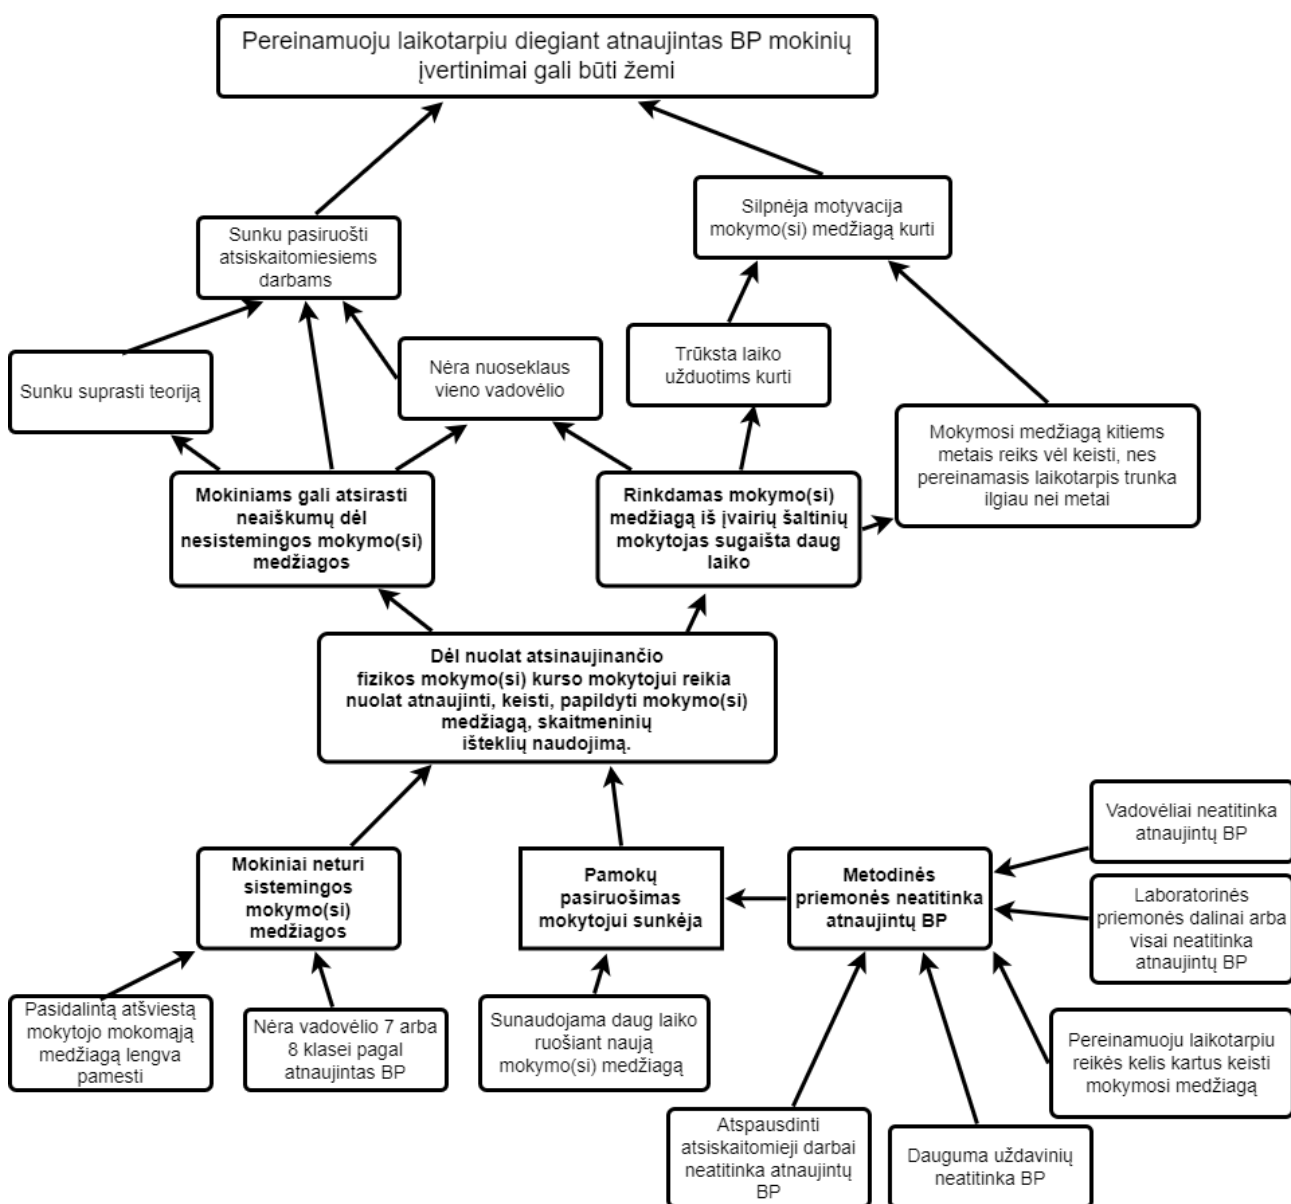 Pereinamuoju laikotarpiu diegiant atnaujintas BP mokinių
įvertinimai gali būti žemi
Silpnėja motyvacija
mokymo(si) medžiagą kurti
Sunku pasiruošti
atsiskaitomiesiems
darbams
Sunku suprasti teoriją
Nėra nuoseklaus
vieno vadovėlio
Trūksta laiko
užduotims kurti
Mokymosi medžiagą kitiems
metais reiks vėl keisti, nes
pereinamasis laikotarpis trunka
ilgiau nei metai
Mokiniams gali atsirasti
neaiškumų dėl
nesistemingos mokymo(si)
medžiagos
Rinkdamas mokymo(si)
medžiagą iš įvairių šaltinių
mokytojas sugaišta daug
laiko
Dėl nuolat atsinaujinančio
fizikos mokymo(si) kurso mokytojui reikia
nuolat atnaujinti, keisti, papildyti mokymo(si)
medžiagą, skaitmeninių
išteklių naudojimą.
Mokiniai neturi
sistemingos
mokymo(si)
medžiagos
Pamokų
pasiruošimas
mokytojui sunkėja
Metodinės
priemonės neatitinka
atnaujintų BP
Vadovėliai neatitinka
atnaujintų BP
Laboratorinės
priemonės dalinai arba
visai neatitinka
atnaujintų BP
Pasidalintą atšviestą
mokytojo mokomąją
medžiagą lengva
pamesti
Nėra vadovėlio 7 arba
8 klasei pagal
atnaujintas BP
Sunaudojama daug laiko
ruošiant naują
mokymo(si) medžiagą
Pereinamuoju laikotarpiu
reikės kelis kartus keisti
mokymosi medžiagą
Atspausdinti
atsiskaitomieji darbai
neatitinka atnaujintų
BP
Dauguma uždavinių
neatitinka BP